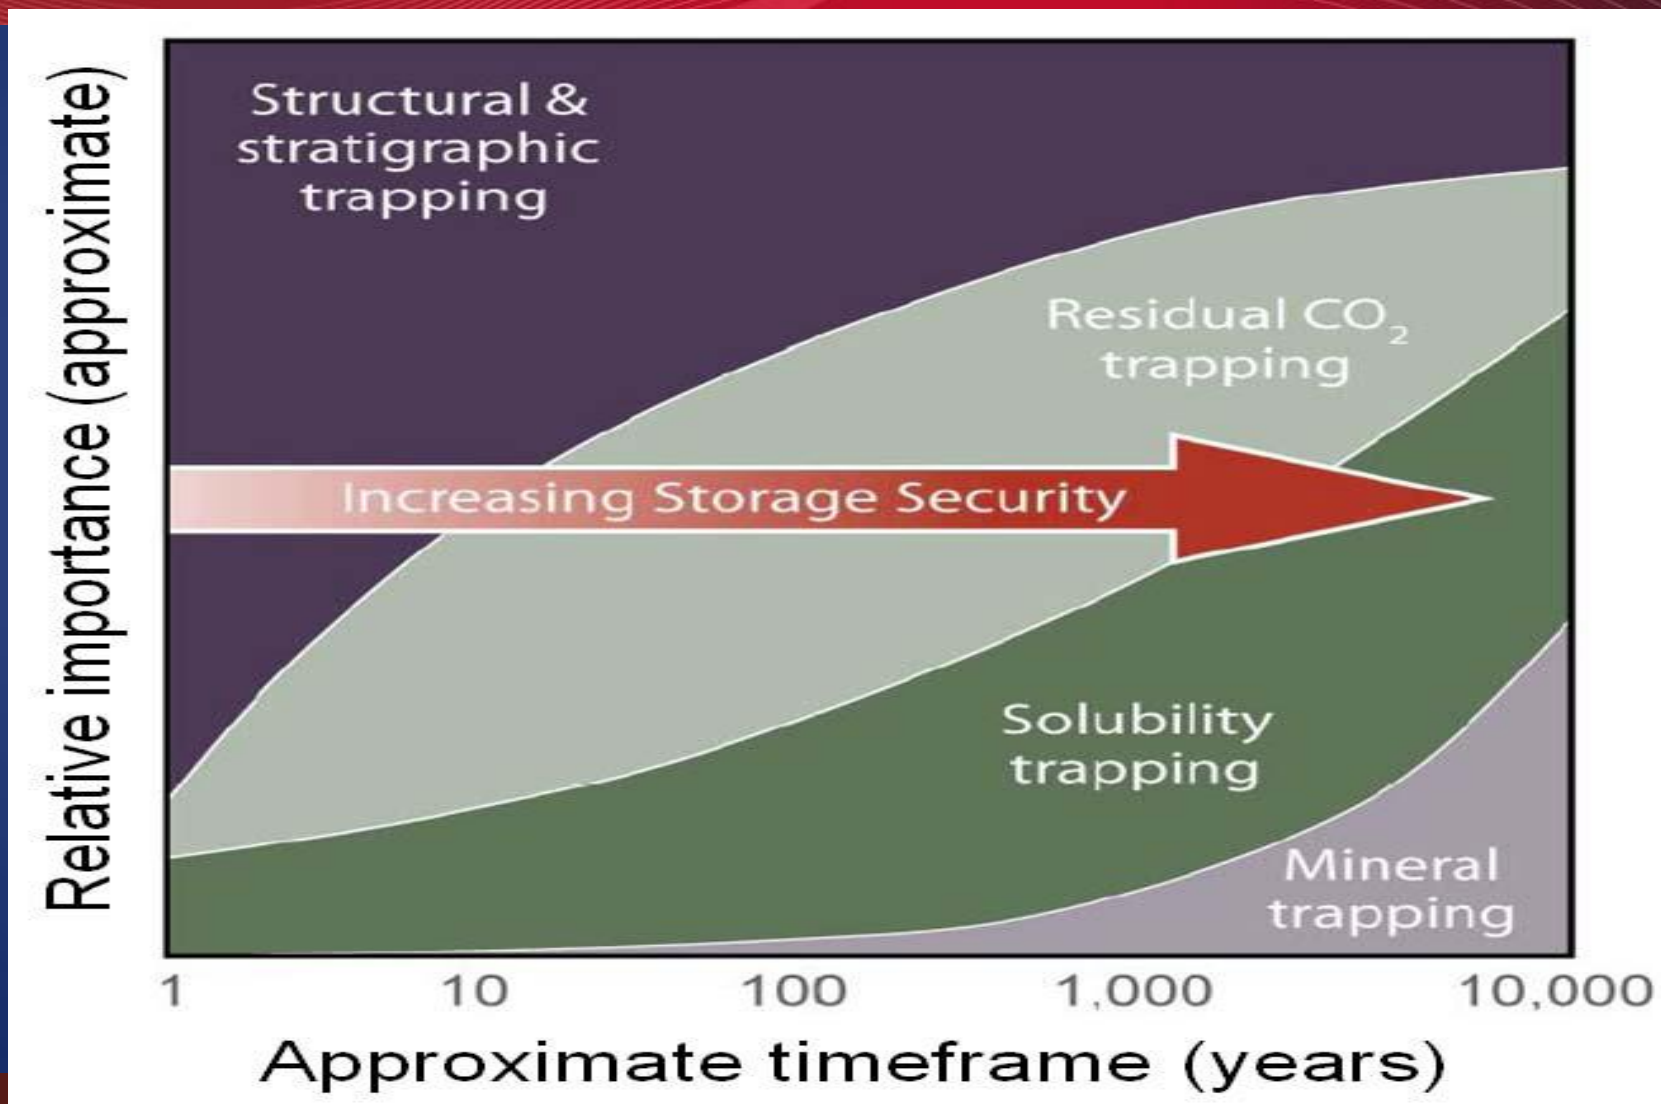 Relative importance (approximate)
Structural &
stratigraphic
trapping
Residual CO₂
trapping
Increasing Storage Security
Solubility
trapping
Mineral
trapping
1 10 100 1,000 10,000
Approximate timeframe (years)